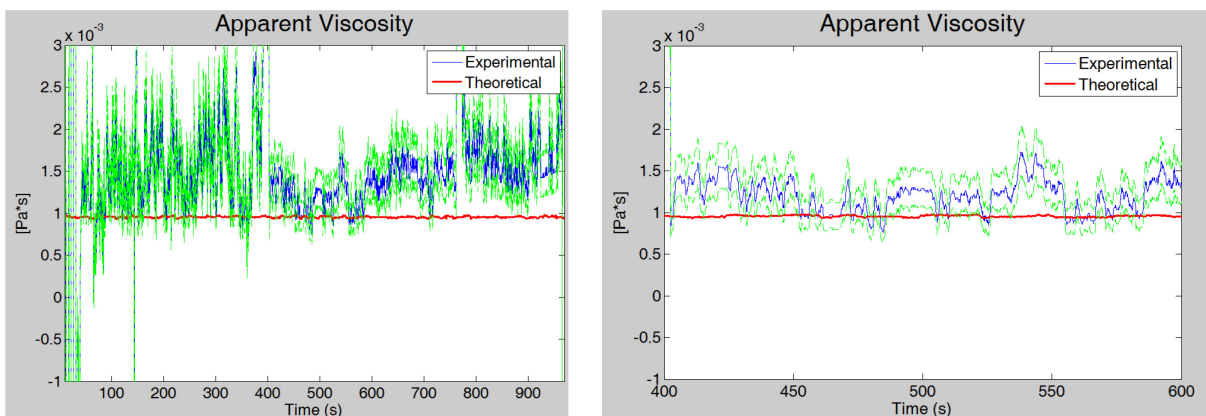 Apparent Viscosity
x 10⁻³
3
2.5
2
1.5
1
0.5
0
-0.5
-1
[Pa*s]
Experimental
Theoretical
100 200 300 400 500 600 700 800 900
Time (s)
Apparent Viscosity
x 10⁻³
3
2.5
2
1.5
1
0.5
0
-0.5
-1
[Pa*s]
Experimental
Theoretical
400 450 500 550 600
Time (s)